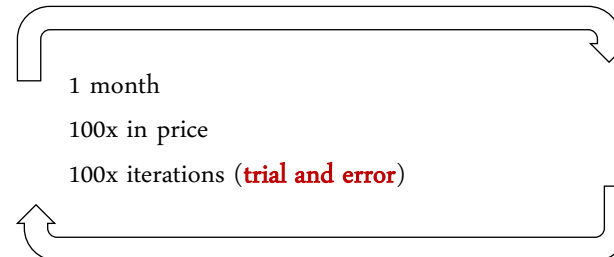 1 month
100x in price
100x iterations (trial and error)